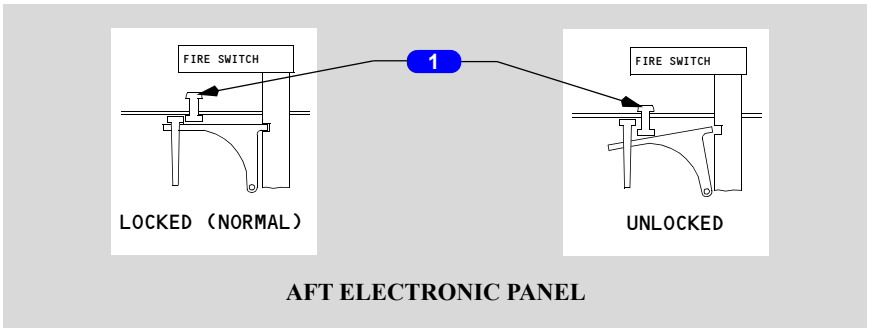 FIRE SWITCH
1
FIRE SWITCH
LOCKED (NORMAL)
UNLOCKED
AFT ELECTRONIC PANEL